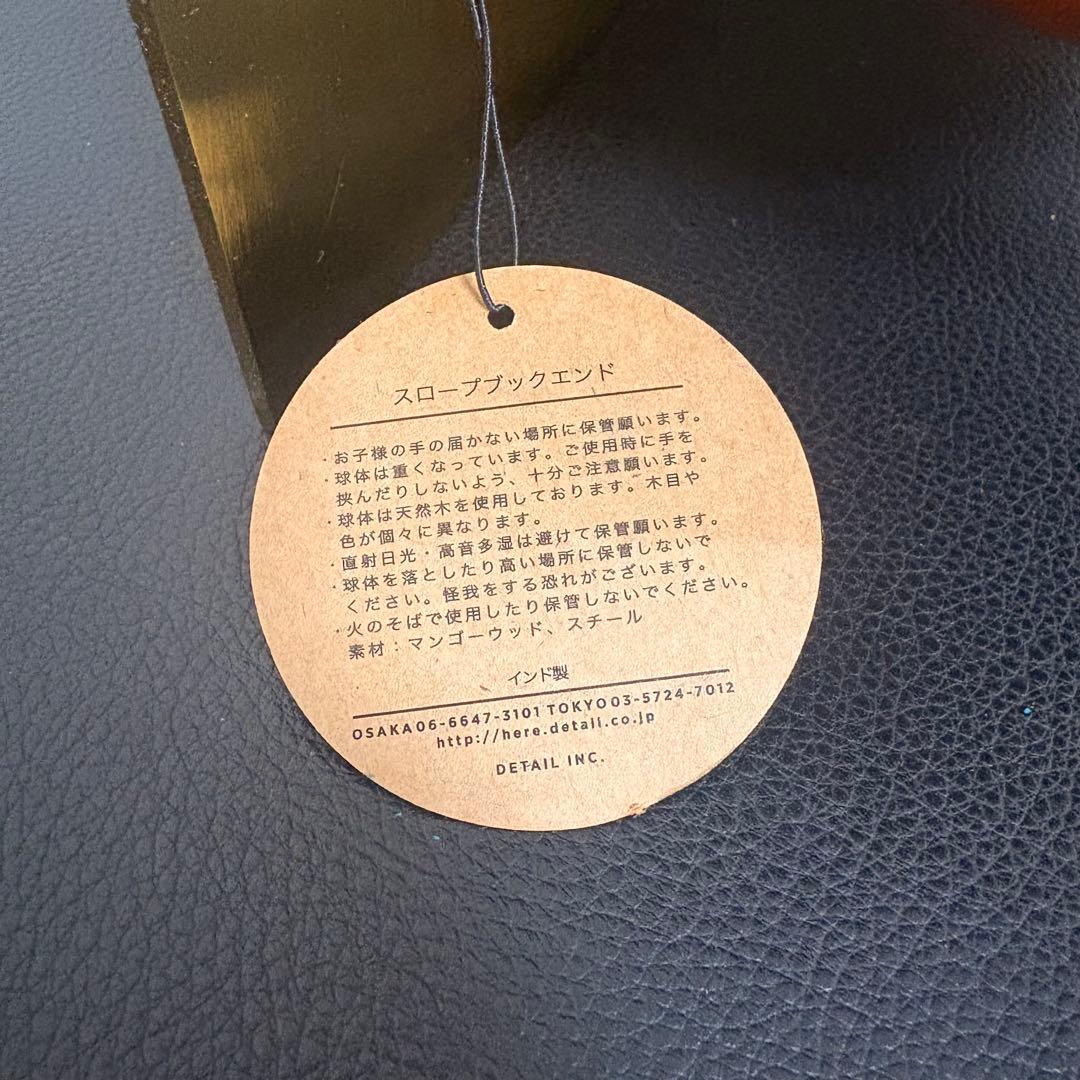 スロープブックエンド
・お子様の手の届かない場所に保管願います。
・球体は重くなっています。ご使用時に手を
挟んだりしないよう、十分ご注意願います。
・球体は天然木を使用しております。木目や
色が個々に異なります。
・直射日光・高音多湿は避けて保管願います。
・球体を落としたり高い場所に保管しないで
ください。怪我をする恐れがございます。
・火のそばで使用したり保管しないでください。
素材：マンゴーウッド、スチール
インド製
OSAKA06-6647-3101 TOKYO03-5724-7012
http://here.detail.co.jp
DETAIL INC.